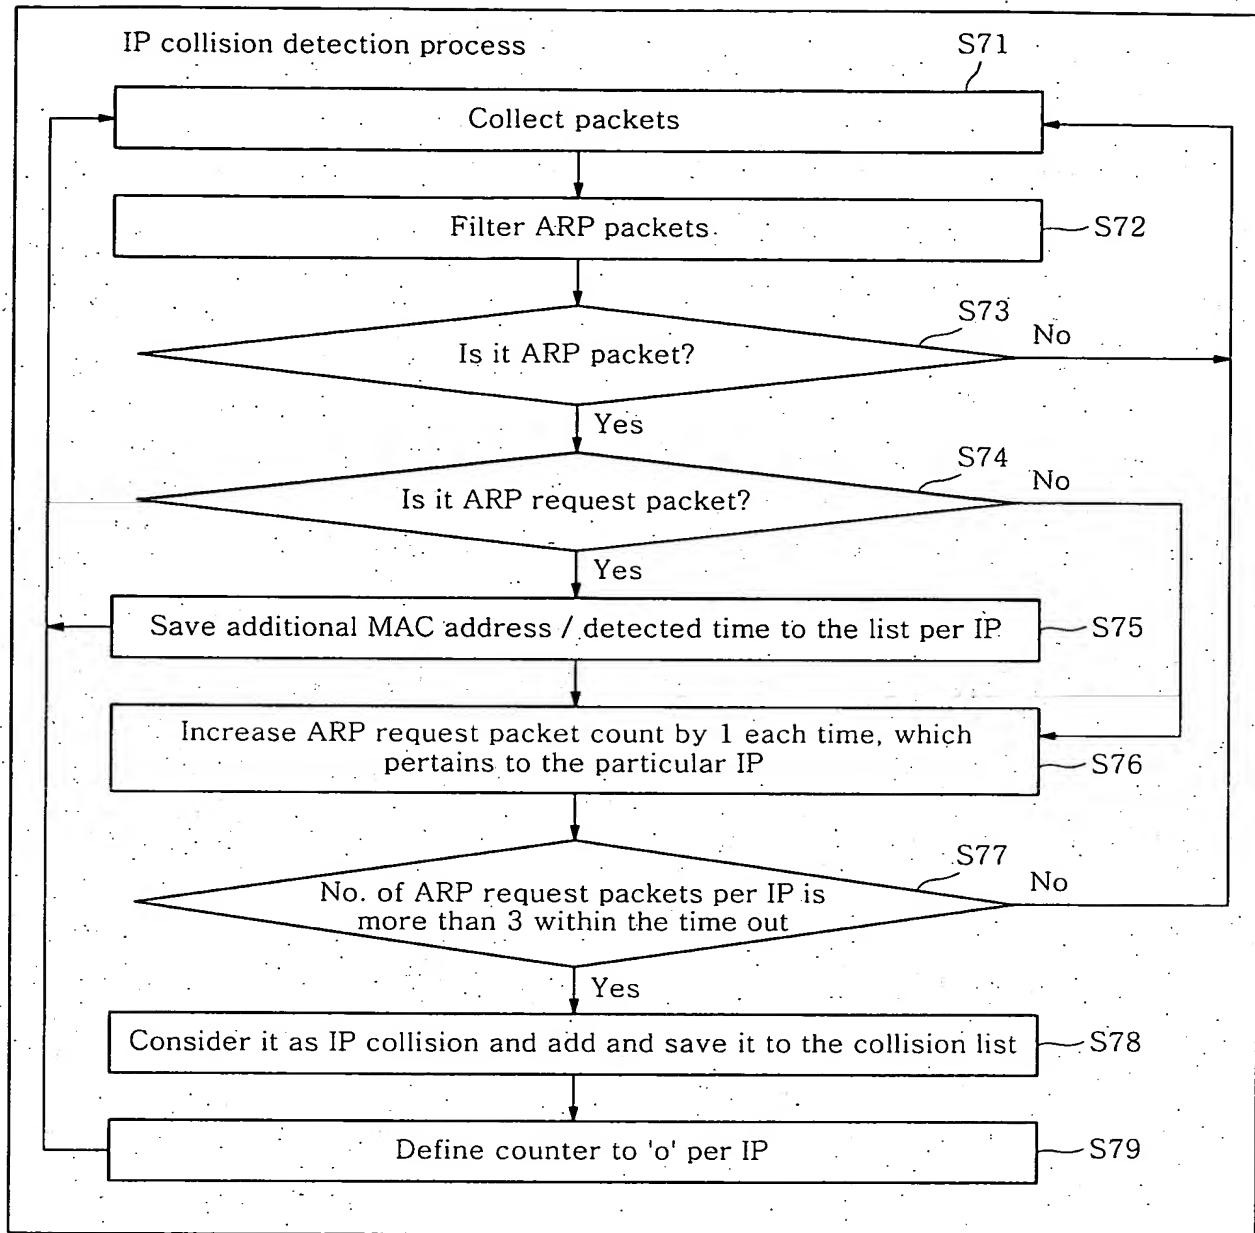 IP collision detection process
S71
Collect packets
Filter ARP packets
S72
S73
Is it ARP packet?
No
Yes
S74
Is it ARP request packet?
No
Yes
Save additional MAC address / detected time to the list per IP
S75
Increase ARP request packet count by 1 each time, which
pertains to the particular IP
S76
S77
No. of ARP request packets per IP is
more than 3 within the time out
No
Yes
Consider it as IP collision and add and save it to the collision list
S78
Define counter to 'o' per IP
S79